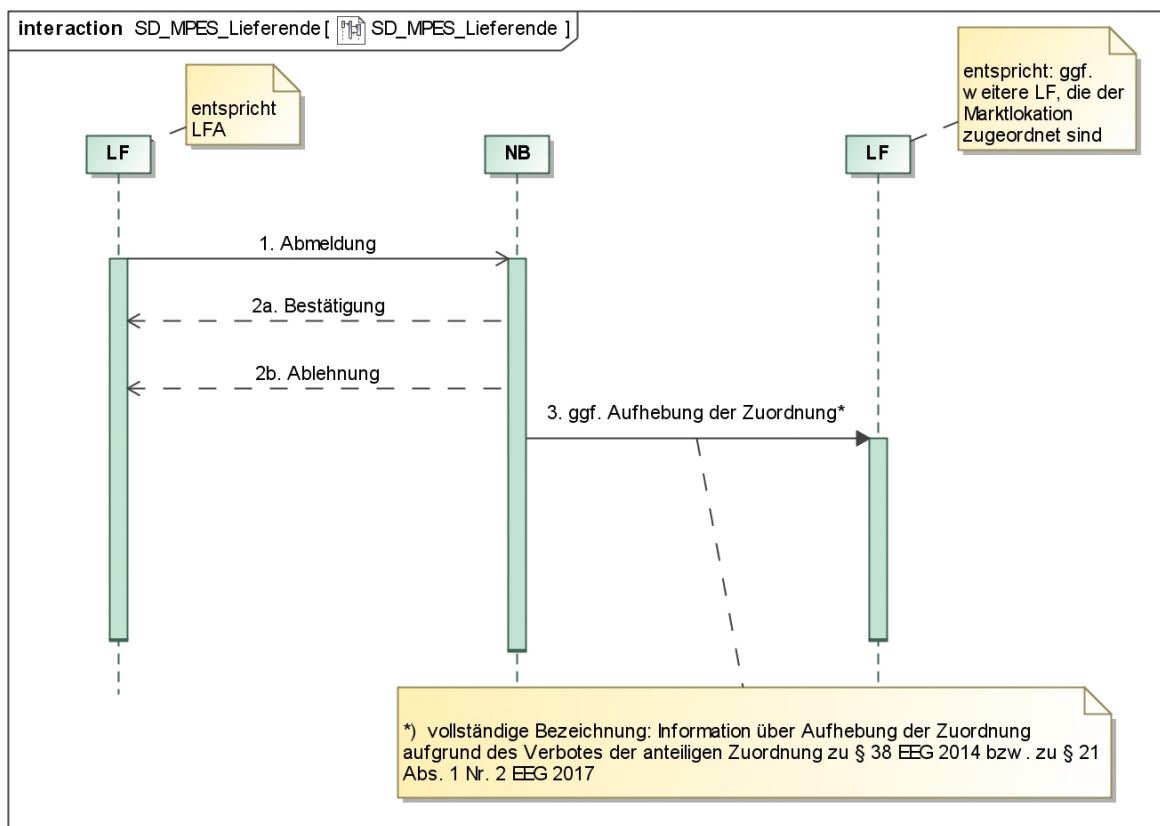 interaction SD_MPES_Lieferende [ SD_MPES_Lieferende ]
entspricht
LFA
entspricht: ggf.
weitere LF, die der
Marktlokation
zugeordnet sind
LF
NB
LF
1. Abmeldung
2a. Bestätigung
2b. Ablehnung
3. ggf. Aufhebung der Zuordnung*
*) vollständige Bezeichnung: Information über Aufhebung der Zuordnung
aufgrund des Verbotes der anteiligen Zuordnung zu § 38 EEG 2014 bzw. zu § 21
Abs. 1 Nr. 2 EEG 2017